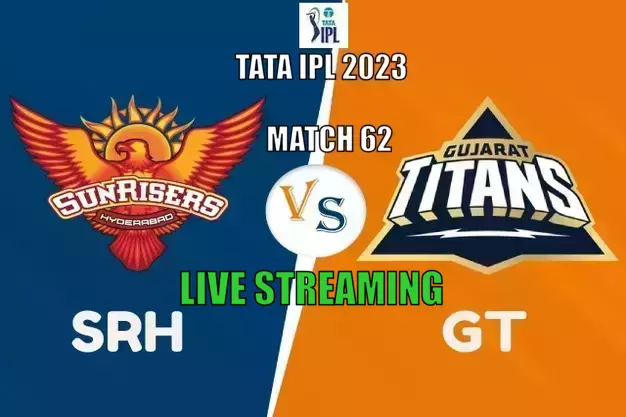 TATA
IPL
TATA IPL 2023
MATCH 62
SUNRISERS
HYDERABAD
VS
GUJARAT
TITANS
LIVE STREAMING
SRH
GT